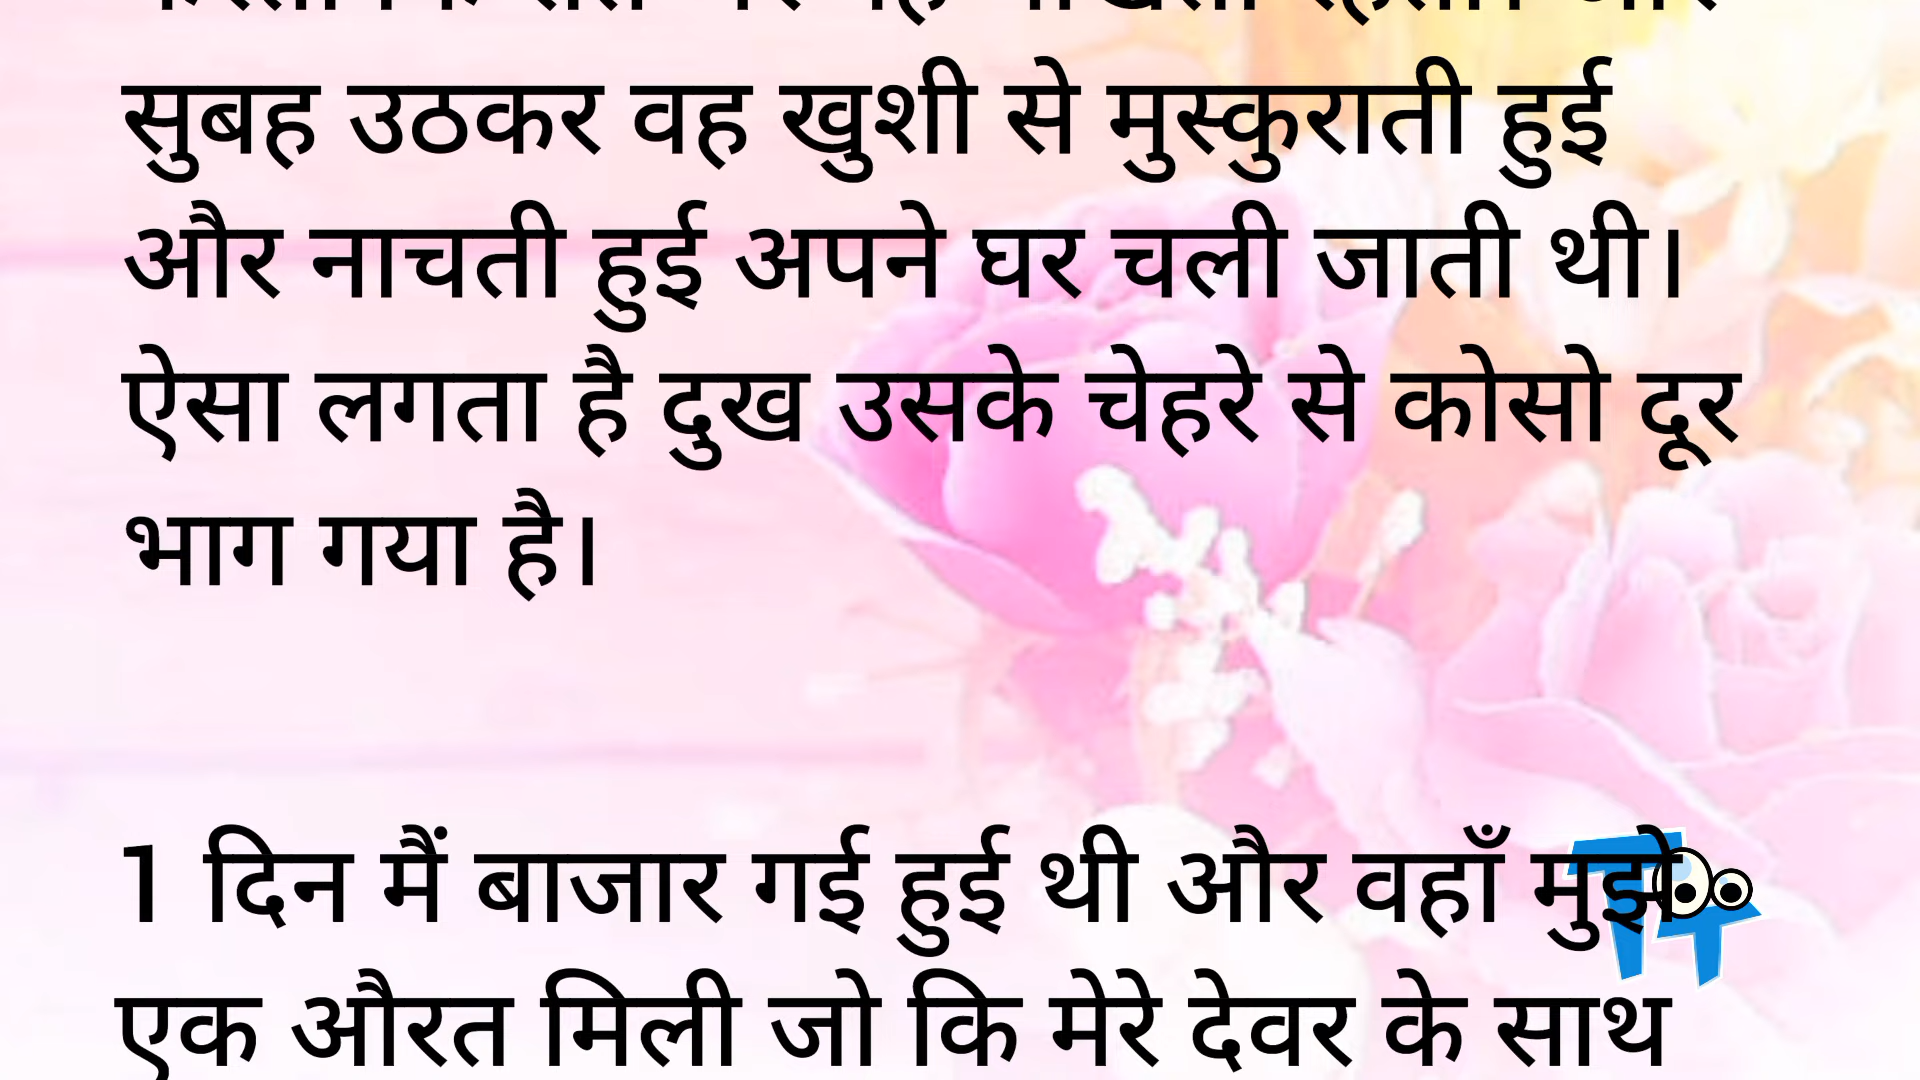 सुबह उठकर वह खुशी से मुस्कुराती हुई
और नाचती हुई अपने घर चली जाती थी।
ऐसा लगता है दुख उसके चेहरे से कोसो दूर
भाग गया है।
1 दिन मैं बाजार गई हुई थी और वहाँ मुझे
एक औरत मिली जो कि मेरे देवर के साथ